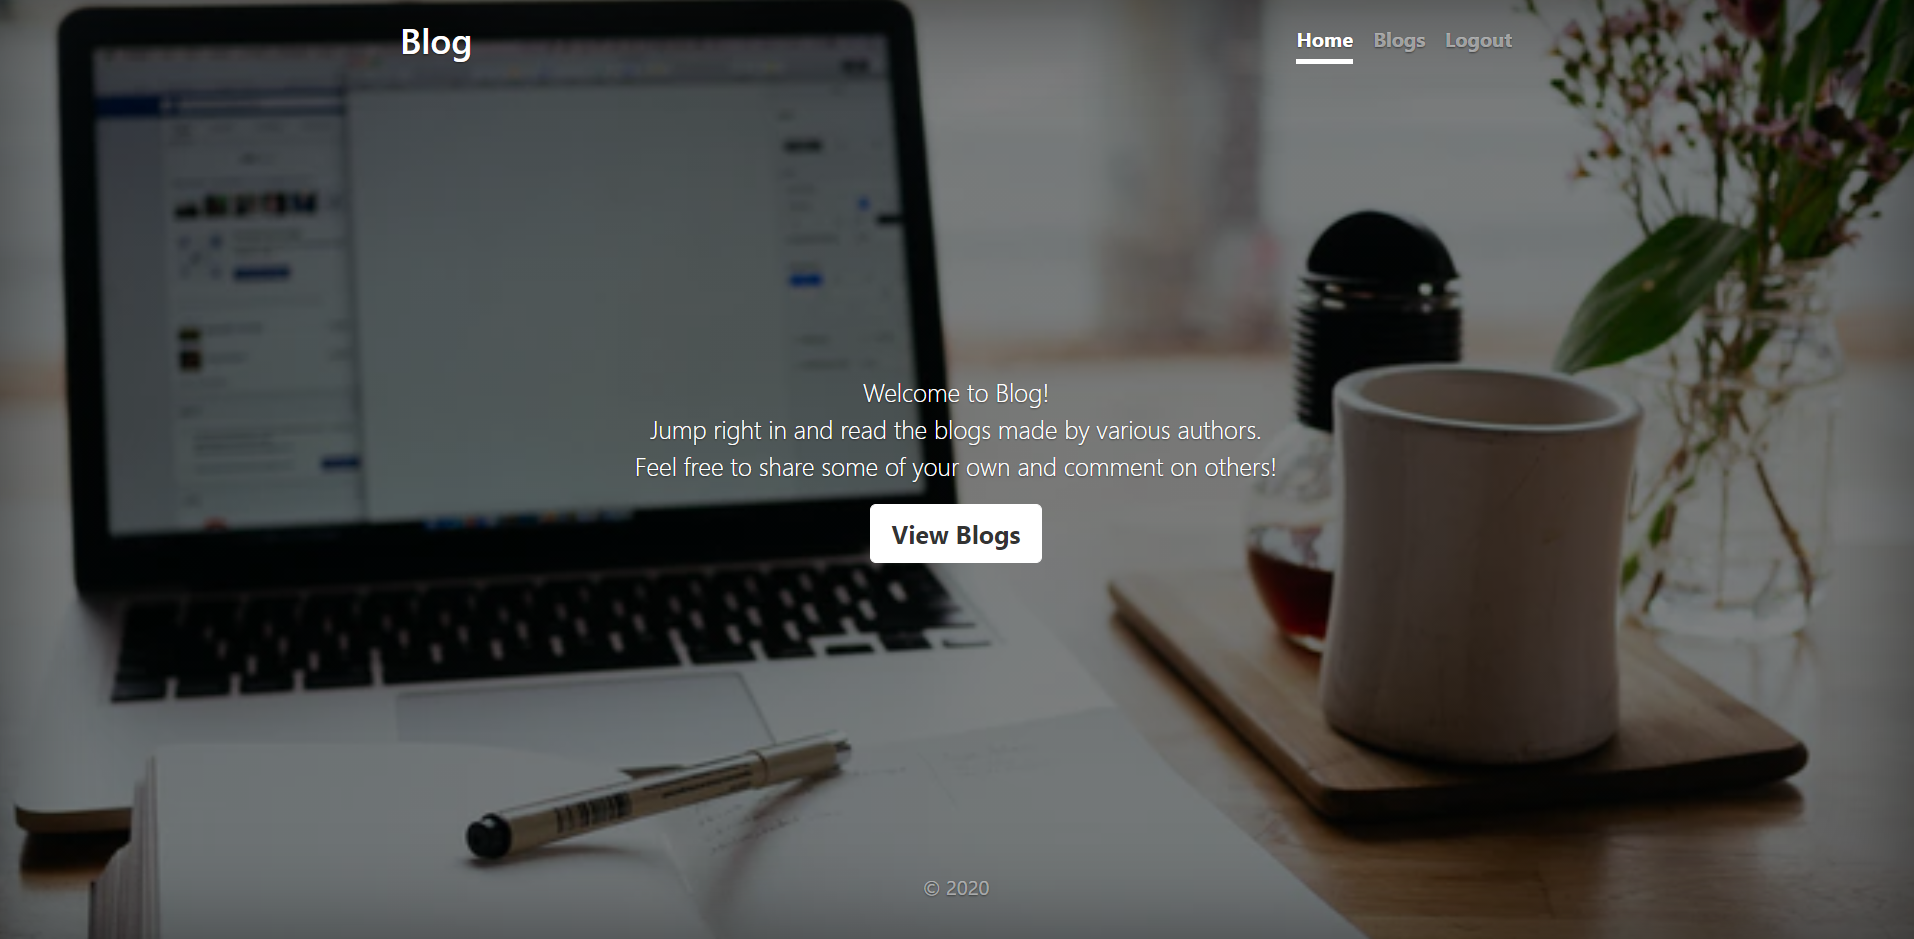 Blog
Home Blogs Logout
Welcome to Blog!
Jump right in and read the blogs made by various authors.
Feel free to share some of your own and comment on others!
View Blogs
© 2020